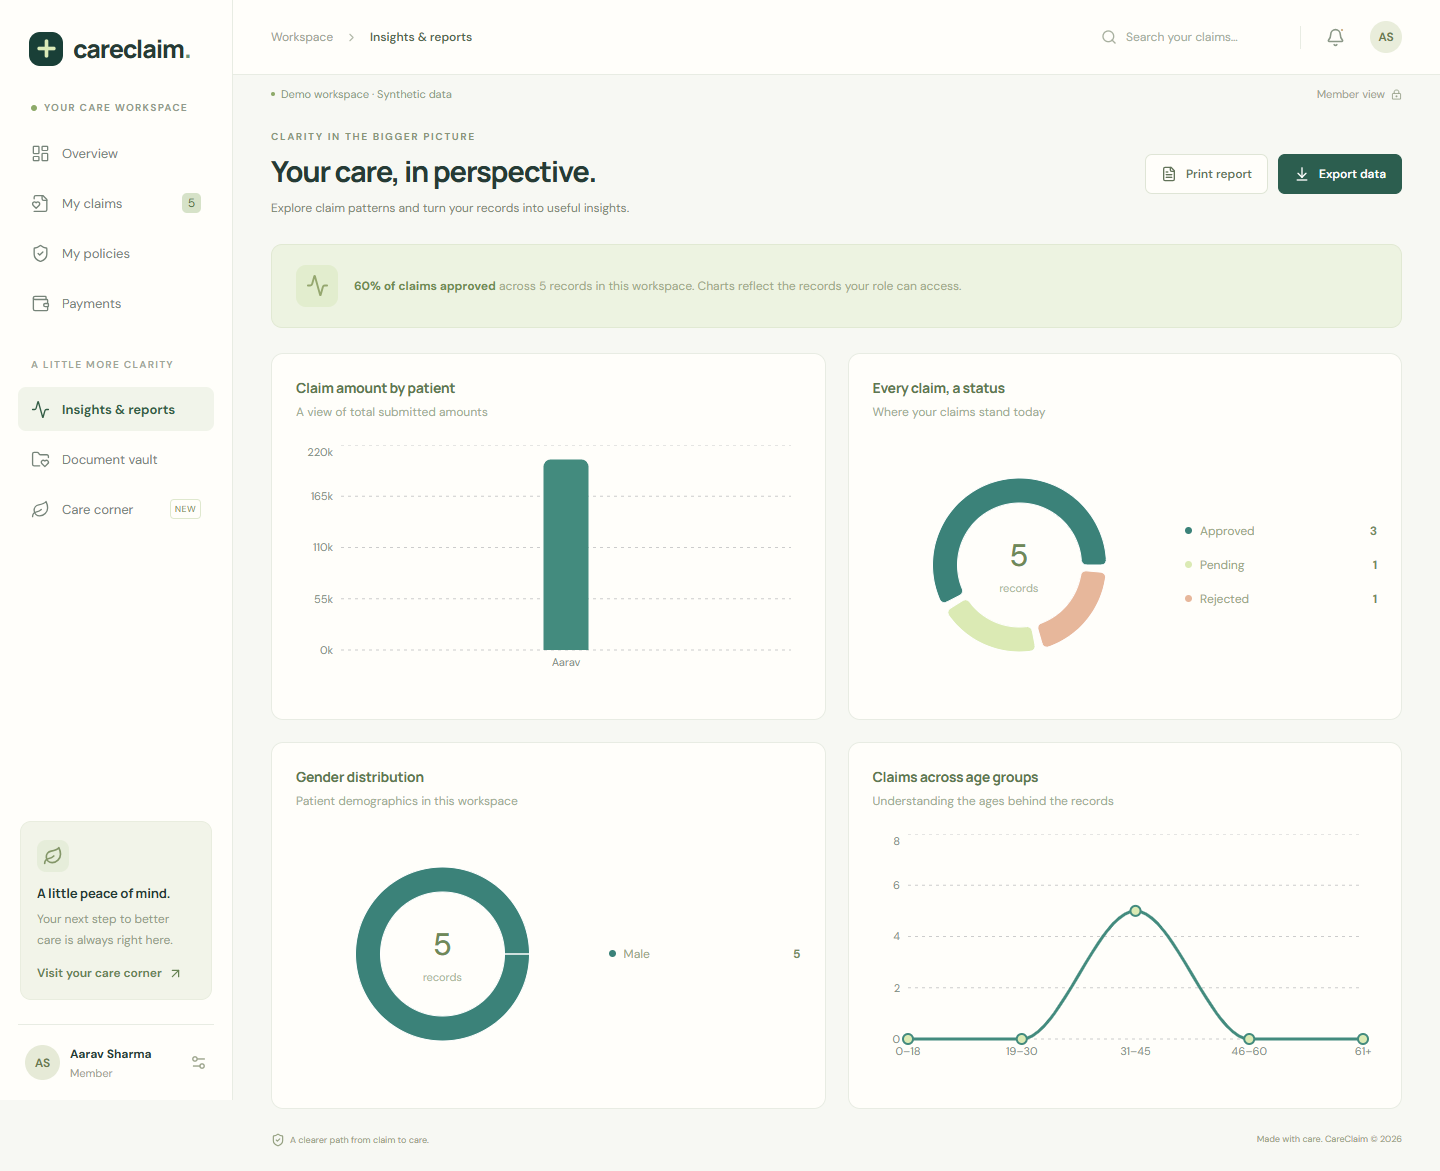 careclaim.
YOUR CARE WORKSPACE
Overview
My claims 5
My policies
Payments
A LITTLE MORE CLARITY
Insights & reports
Document vault
Care corner NEW
A little peace of mind.
Your next step to better
care is always right here.
Visit your care corner
AS
Aarav Sharma
Member
Workspace > Insights & reports
Search your claims...
AS
Demo workspace · Synthetic data
Member view
CLARITY IN THE BIGGER PICTURE
Your care, in perspective.
Explore claim patterns and turn your records into useful insights.
Print report
Export data
60% of claims approved across 5 records in this workspace. Charts reflect the records your role can access.
Claim amount by patient
A view of total submitted amounts
220k
165k
110k
55k
0k
Aarav
Every claim, a status
Where your claims stand today
5
records
Approved 3
Pending 1
Rejected 1
Gender distribution
Patient demographics in this workspace
5
records
Male 5
Claims across age groups
Understanding the ages behind the records
8
6
4
2
0
0–18 19–30 31–45 46–60 61+
A clearer path from claim to care.
Made with care. CareClaim © 2026